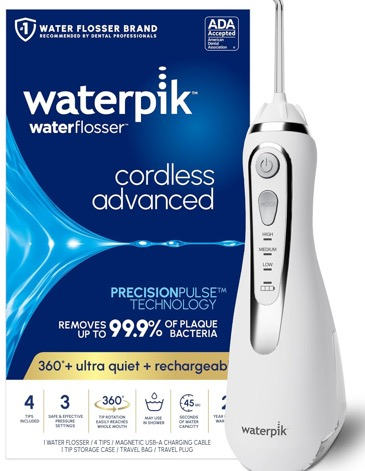 #1 WATER FLOSSER BRAND
RECOMMENDED BY DENTAL PROFESSIONALS
ADA
Accepted
American
Dental
Association
waterpik™
waterflosser™
cordless
advanced
PRECISIONPULSE™
TECHNOLOGY
REMOVES UP TO 99.9% OF PLAQUE BACTERIA
360°+ ultra quiet + rechargeab
4
TIPS
INCLUDED
3
SAFE & EFFECTIVE
PRESSURE
SETTINGS
360°
TIP ROTATION
EASILY REACHES
WHOLE MOUTH
MAY USE
IN SHOWER
45 SEC
SECONDS
OF WATER
CAPACITY
1 WATER FLOSSER / 4 TIPS / MAGNETIC USB-A CHARGING CABLE
1 TIP STORAGE CASE / TRAVEL BAG / TRAVEL PLUG
HIGH
MEDIUM
LOW
waterpik